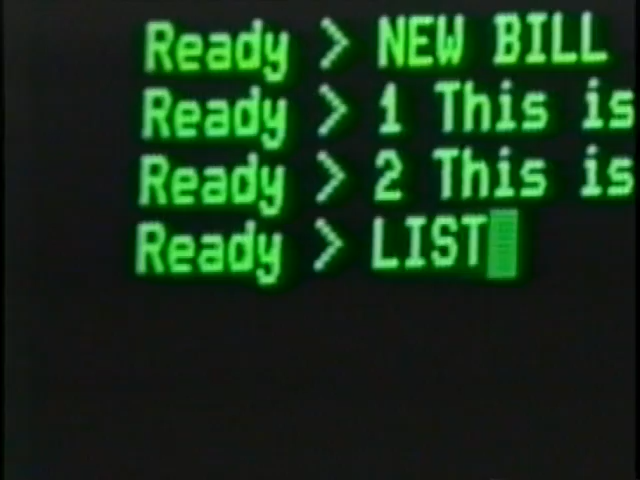 Ready > NEW BILL
Ready > 1 This is
Ready > 2 This is
Ready > LIST